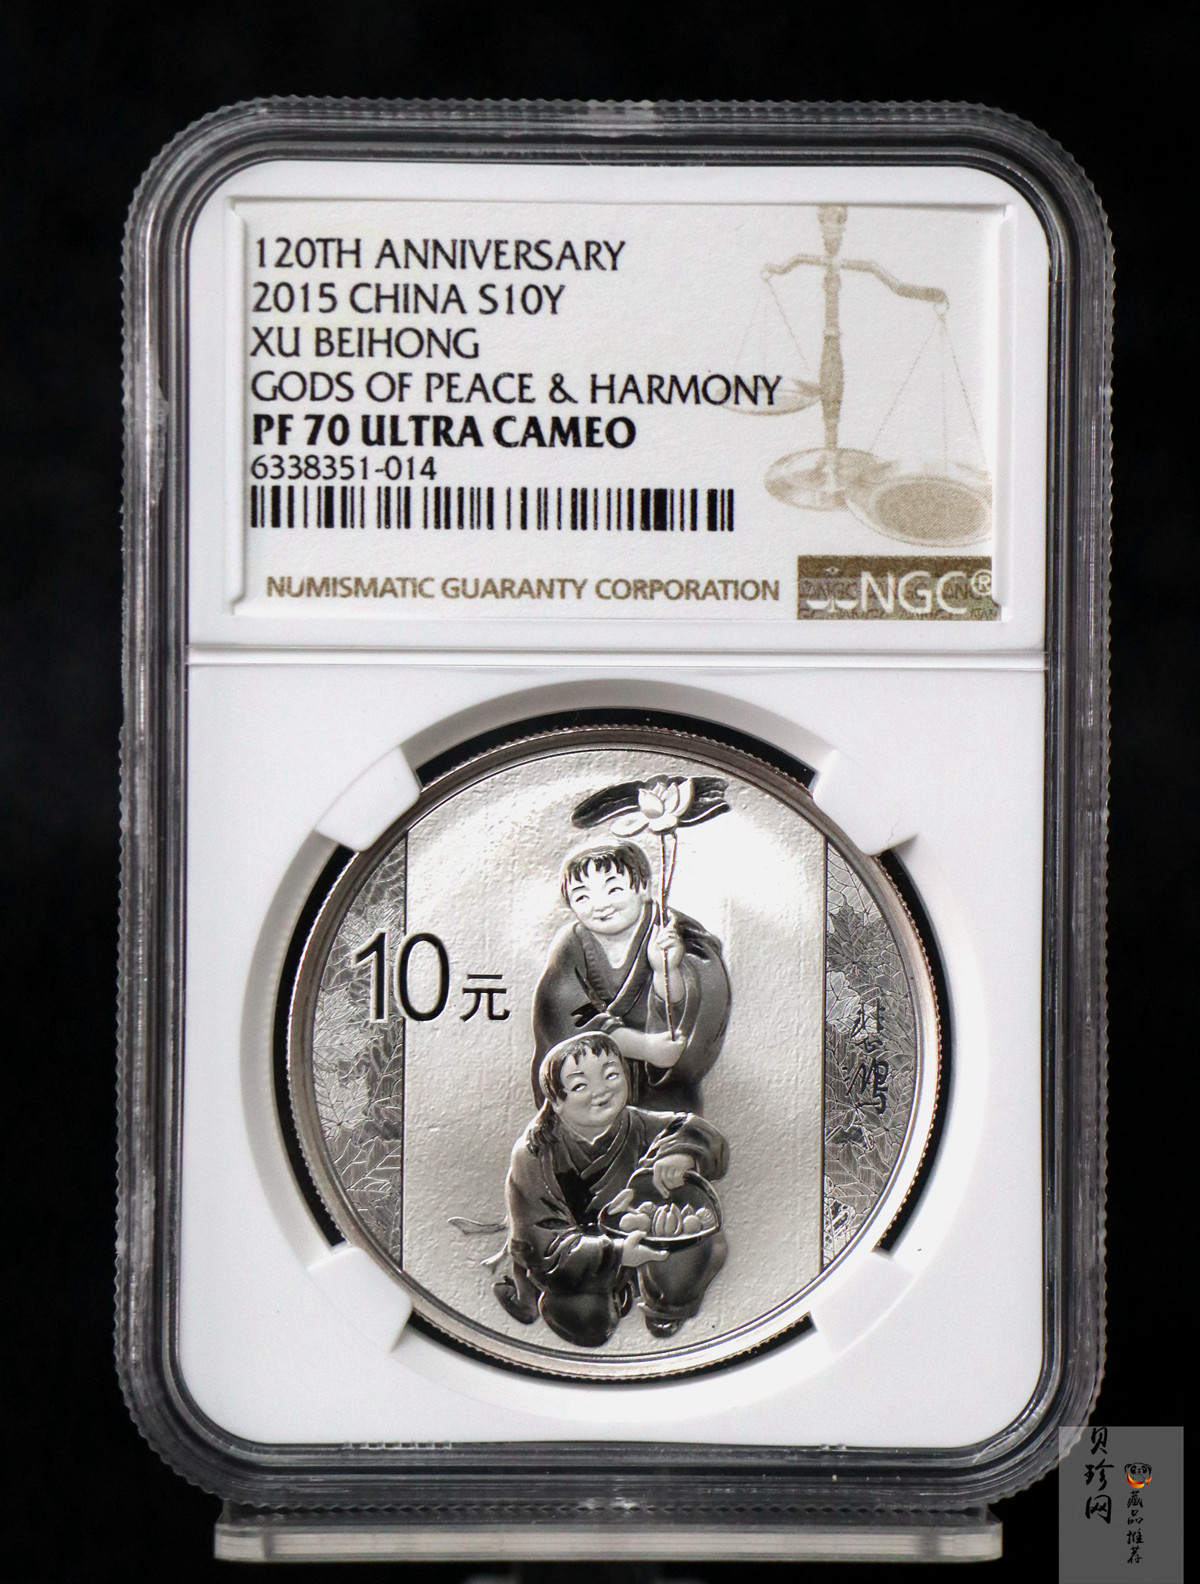 120TH ANNIVERSARY
2015 CHINA S10Y
XU BEIHONG
GODS OF PEACE & HARMONY
PF 70 ULTRA CAMEO
6338351-014
NUMISMATIC GUARANTY CORPORATION
NGC®
10元
悲鸿
贝珍网
藏品推荐